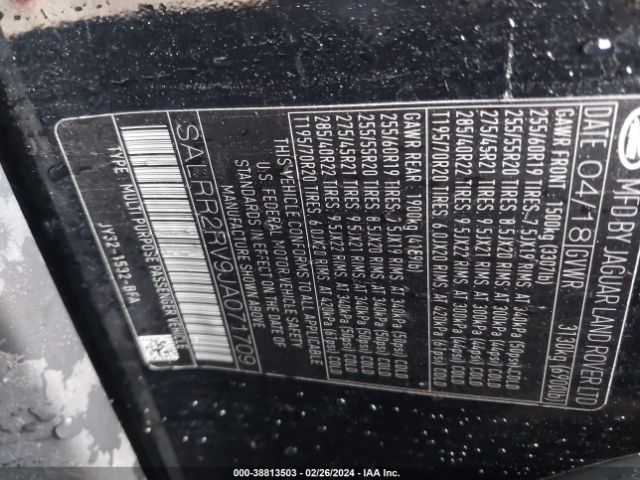 MFD BY JAGUAR LAND ROVER LTD
DATE 04/18 GVWR 3130kg (6900lb)
GAWR FRONT 1500kg (3307lb)
255/60R19 TIRES 7.5JX19 RIMS AT 340kPa (50psi) COLD
255/55R20 TIRES 8.5JX20 RIMS AT 300kPa (44psi) COLD
275/45R21 TIRES 9.5JX21 RIMS AT 300kPa (44psi) COLD
285/40R22 TIRES 9.5JX22 RIMS AT 300kPa (44psi) COLD
T195/70R20 TIRES 6.0JX20 RIMS AT 420kPa (61psi) COLD
GAWR REAR 1900kg (4189lb)
255/60R19 TIRES 7.5JX19 RIMS AT 340kPa (50psi) COLD
255/55R20 TIRES 8.5JX20 RIMS AT 340kPa (50psi) COLD
275/45R21 TIRES 9.5JX21 RIMS AT 340kPa (50psi) COLD
285/40R22 TIRES 9.5JX22 RIMS AT 340kPa (50psi) COLD
T195/70R20 TIRES 6.0JX20 RIMS AT 420kPa (61psi) COLD
THIS VEHICLE CONFORMS TO ALL APPLICABLE
US FEDERAL MOTOR VEHICLE SAFETY
STANDARDS IN EFFECT ON THE DATE OF
MANUFACTURE SHOWN ABOVE
SALRR2RV9JA071709
TYPE MULTI PURPOSE PASSENGER VEHICLE
JY32-1532-BFA
000-38813503 - 02/26/2024 - IAA Inc.